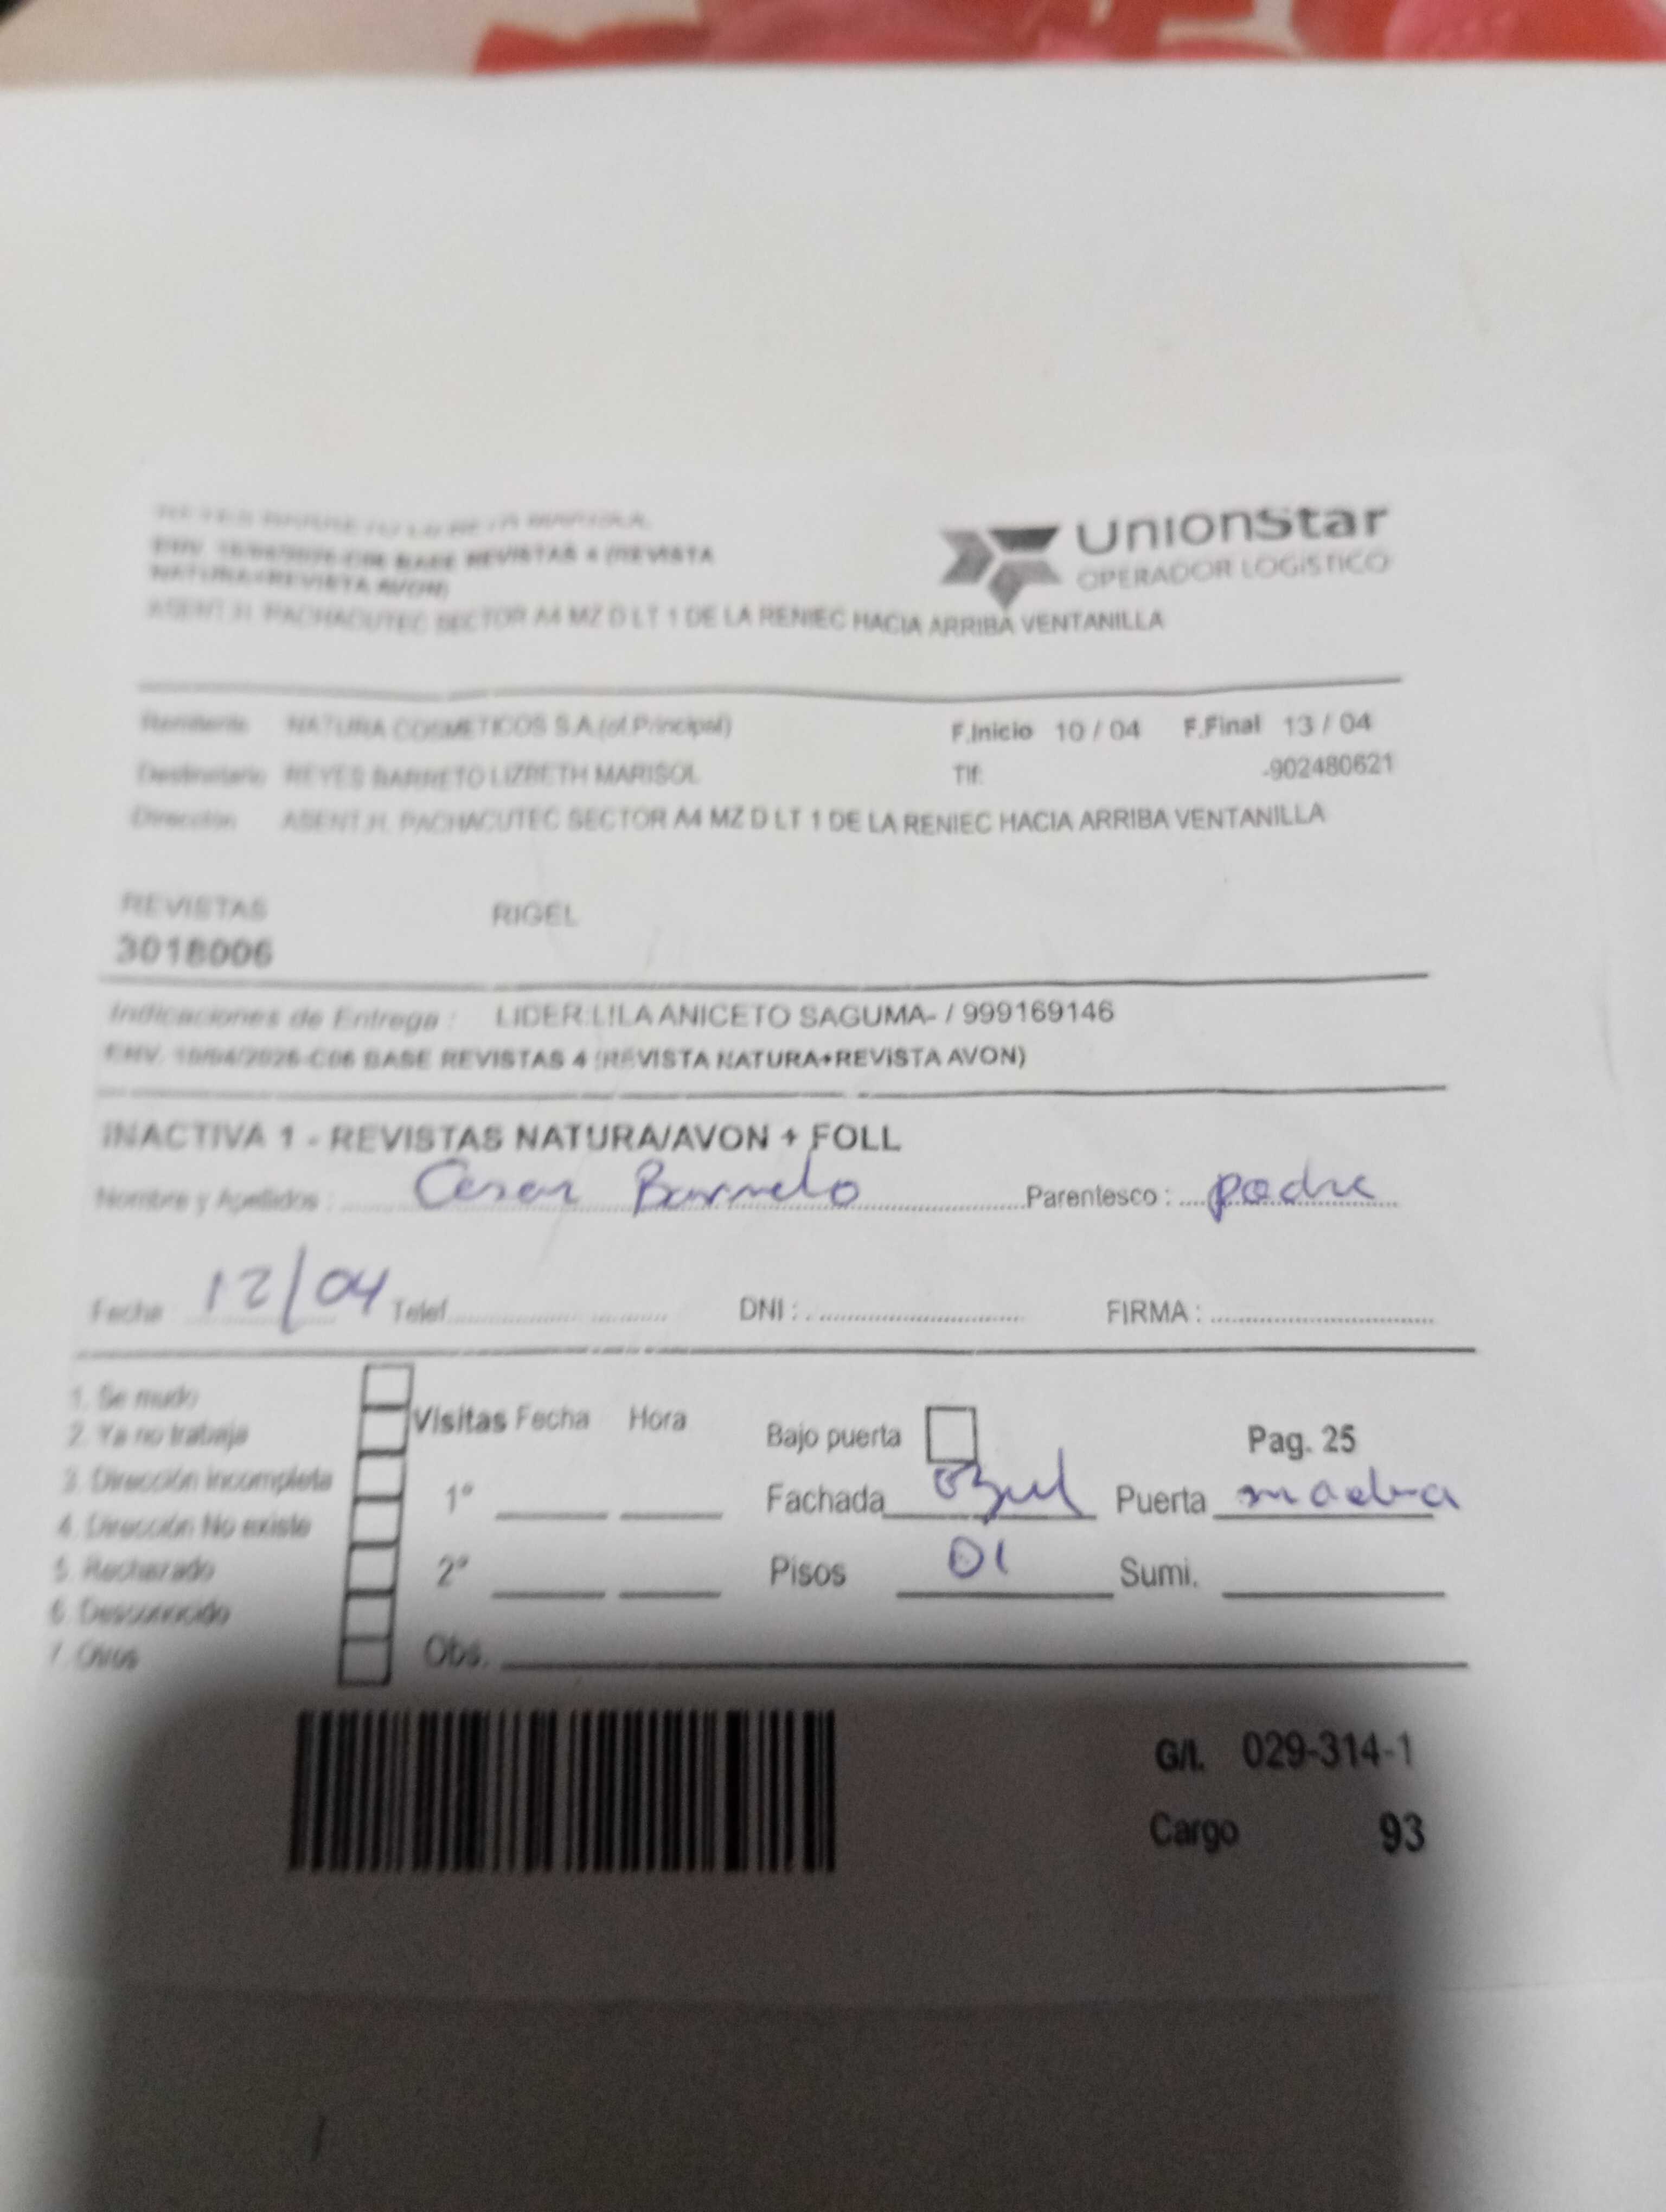 REYES BARRETO LIZBETH MARISOL
UNIONStar
OPERADOR LOGISTICO
ENV. 10/04/2026-C06 BASE REVISTAS 4 (REVISTA
NATURA+REVISTA AVON)
ASENT.H. PACHACUTEC SECTOR A4 MZ D LT 1 DE LA RENIEC HACIA ARRIBA VENTANILLA
Remitente NATURA COSMETICOS S.A.(of.Principal) F.Inicio 10 / 04 F.Final 13 / 04
Destinatario REYES BARRETO LIZBETH MARISOL Tlf: -902480621
Dirección ASENT.H. PACHACUTEC SECTOR A4 MZ D LT 1 DE LA RENIEC HACIA ARRIBA VENTANILLA
REVISTAS RIGEL
3018006
Indicaciones de Entrega : LIDER:LILA ANICETO SAGUMA- / 999169146
ENV. 10/04/2026-C06 BASE REVISTAS 4 (REVISTA NATURA+REVISTA AVON)
INACTIVA 1 - REVISTAS NATURA/AVON + FOLL
Nombre y Apellidos : Cesar Barreto Parentesco : padre
Fecha 12/04 Telef. DNI : FIRMA :
1. Se mudo
2. Ya no trabaja
3. Dirección incompleta
4. Dirección No existe
5. Rechazado
6. Desconocido
7. Otros
Visitas Fecha Hora Bajo puerta Pag. 25
1° Fachada azul Puerta madera
2° Pisos 01 Sumi.
Obs.
G/I. 029-314-1
Cargo 93